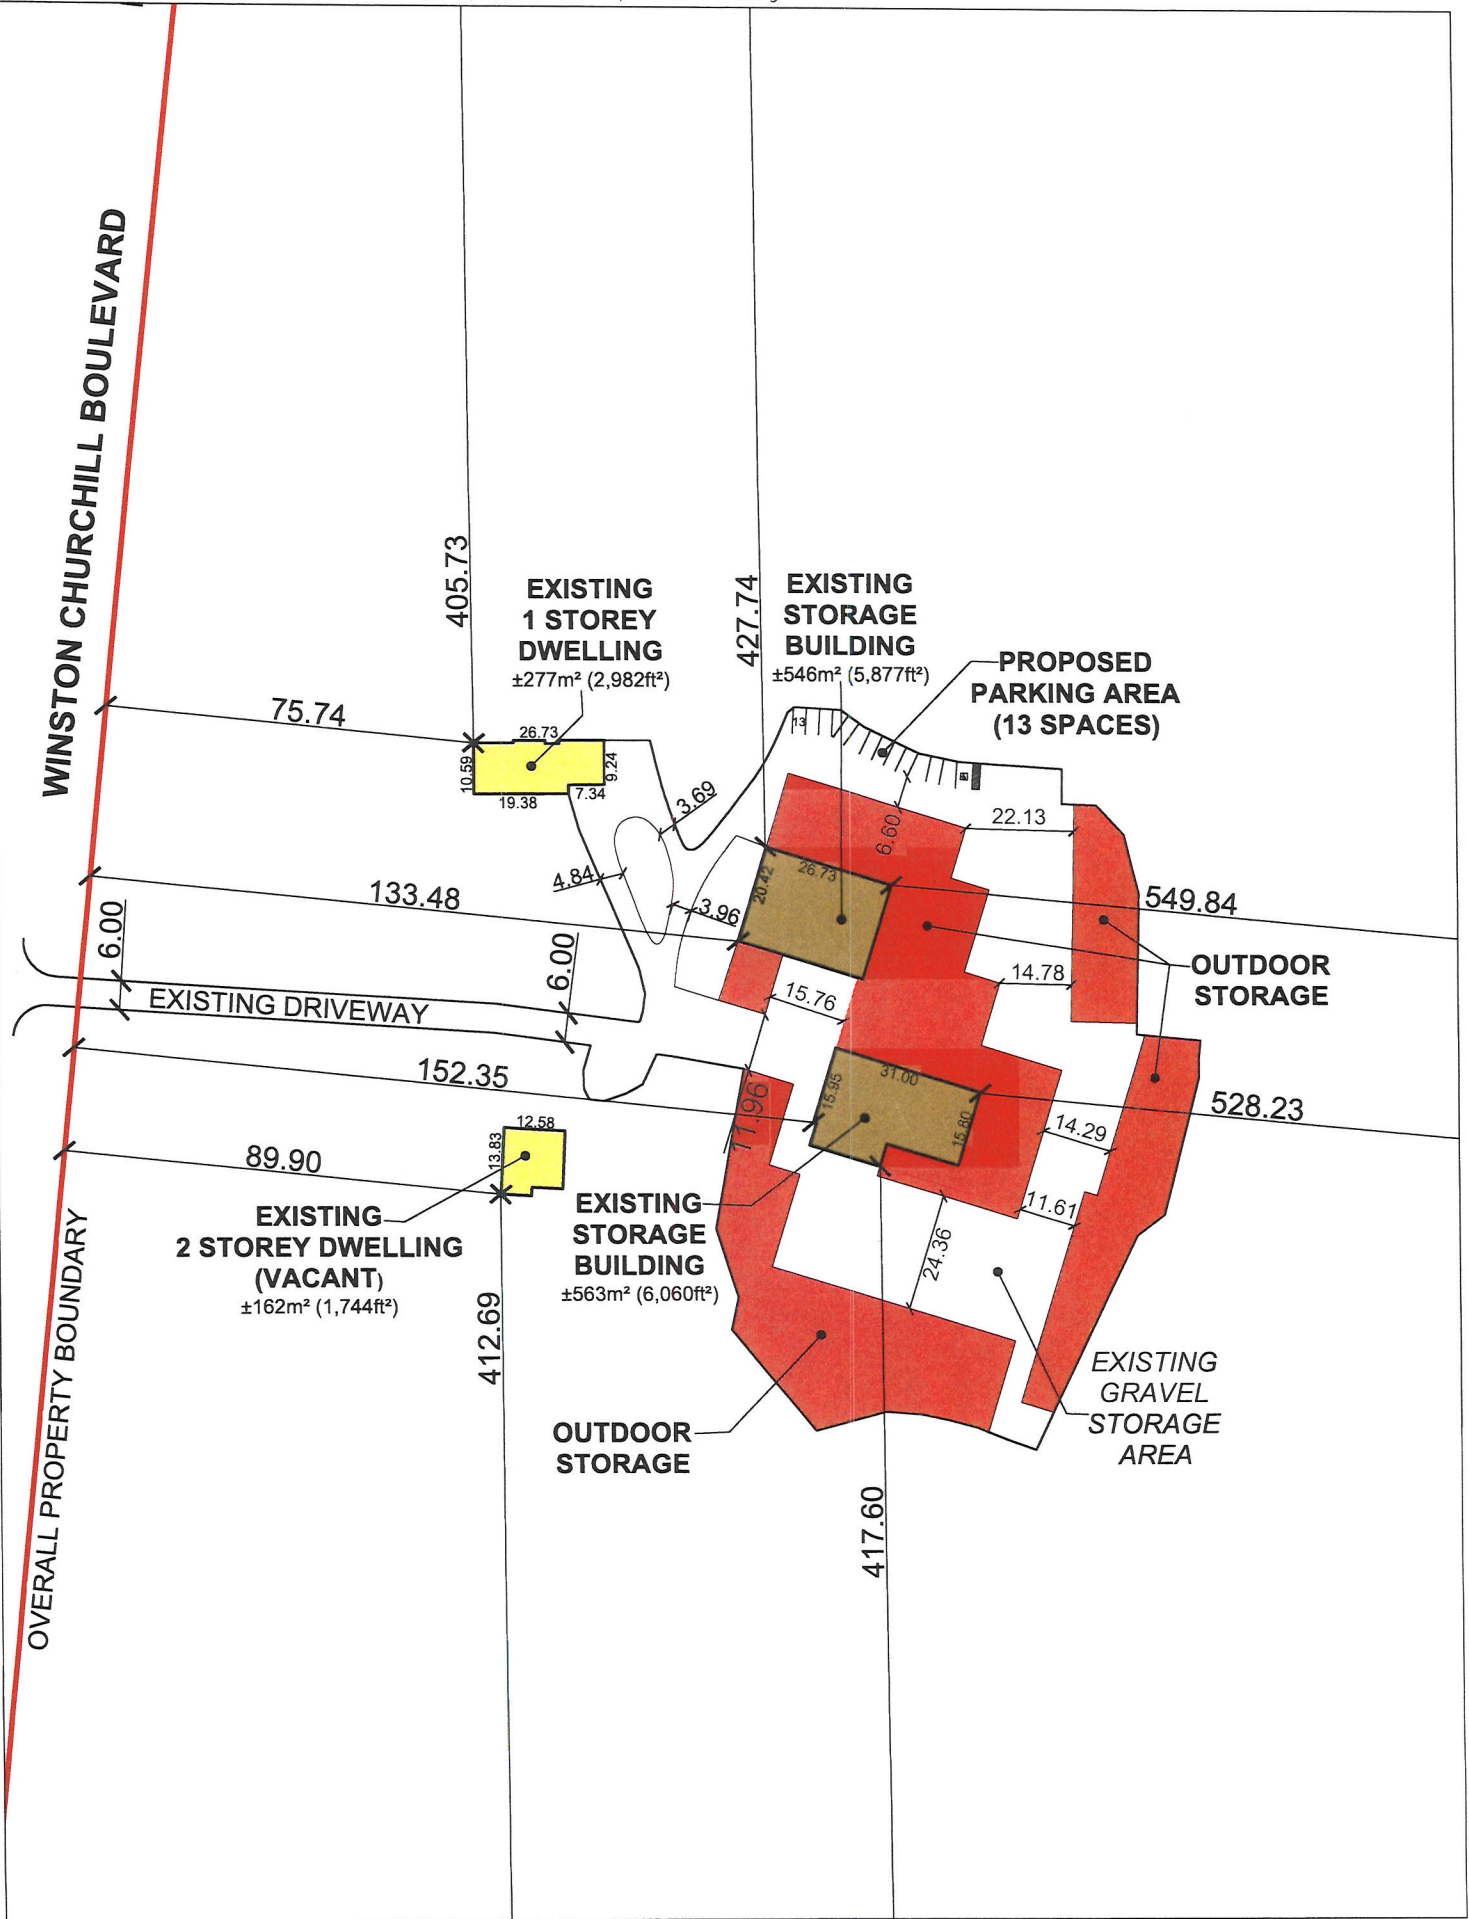 WINSTON CHURCHILL BOULEVARD
405.73
EXISTING
1 STOREY
DWELLING
±277m² (2,982ft²)
427.74
EXISTING
STORAGE
BUILDING
±546m² (5,877ft²)
PROPOSED
PARKING AREA
(13 SPACES)
75.74
26.73
10.59
9.24
19.38
7.34
13
3.69
6.60
22.13
4.84
133.48
3.96
20.42
26.73
549.84
6.00
6.00
EXISTING DRIVEWAY
15.76
14.78
OUTDOOR
STORAGE
152.35
11.96
15.95
31.00
15.80
528.23
14.29
12.58
13.83
89.90
EXISTING
2 STOREY DWELLING
(VACANT)
±162m² (1,744ft²)
EXISTING
STORAGE
BUILDING
±563m² (6,060ft²)
11.61
24.36
412.69
OVERALL PROPERTY BOUNDARY
EXISTING
GRAVEL
STORAGE
AREA
OUTDOOR
STORAGE
417.60